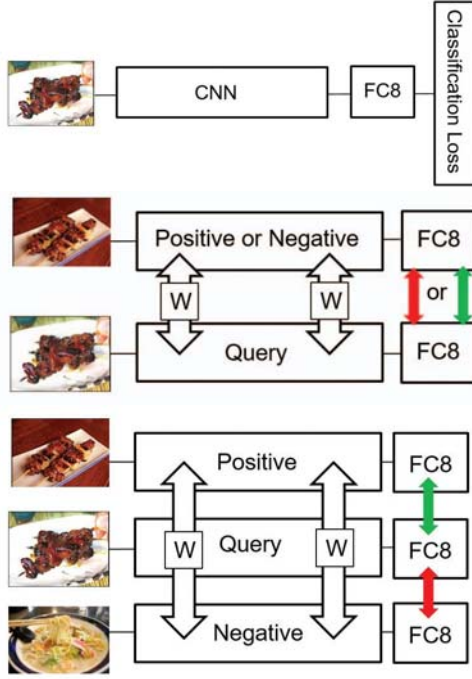 CNN
FC8
Classification Loss
Positive or Negative
FC8
W
W
or
Query
FC8
Positive
FC8
W
Query
W
FC8
Negative
FC8